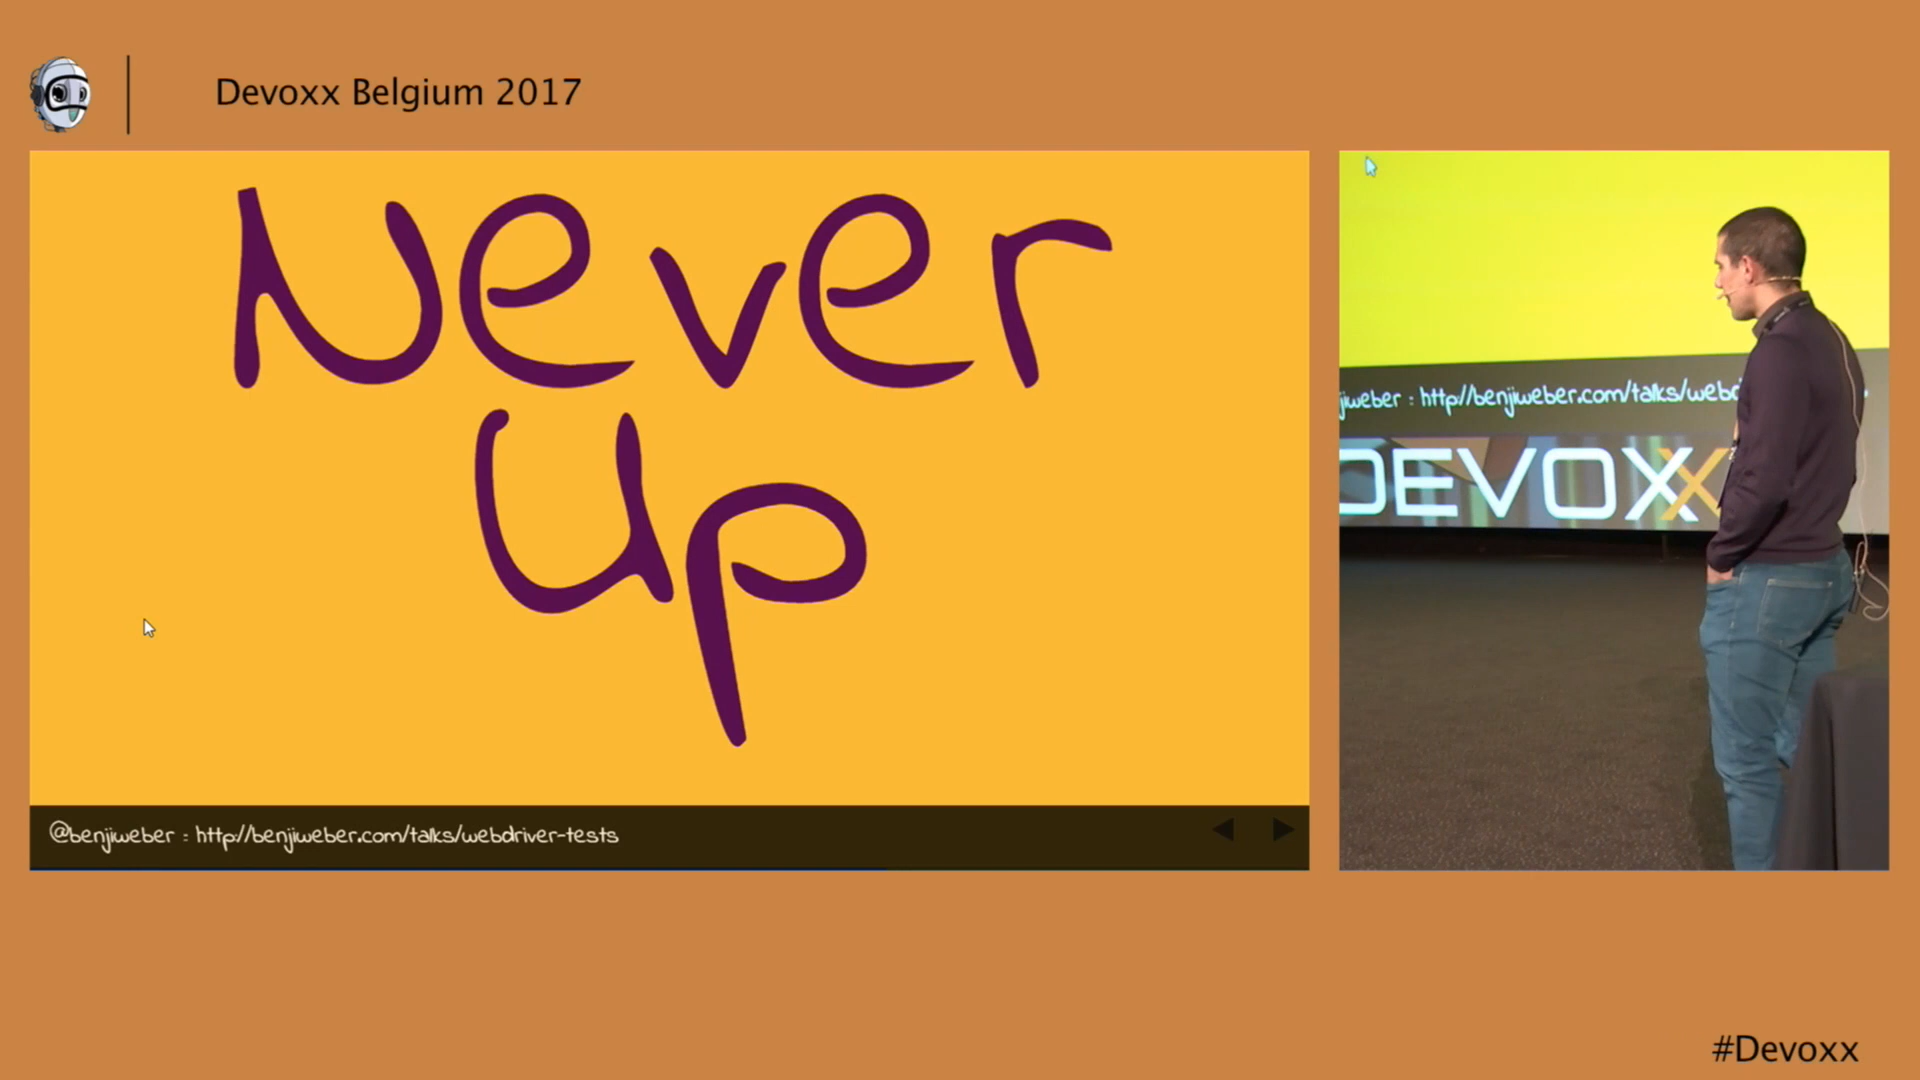 Devoxx Belgium 2017
Never
Up
@benjiweber : http://benjiweber.com/talks/webdriver-tests
jiweber : http://benjiweber.com/talks/webd
DEVOXX
#Devoxx